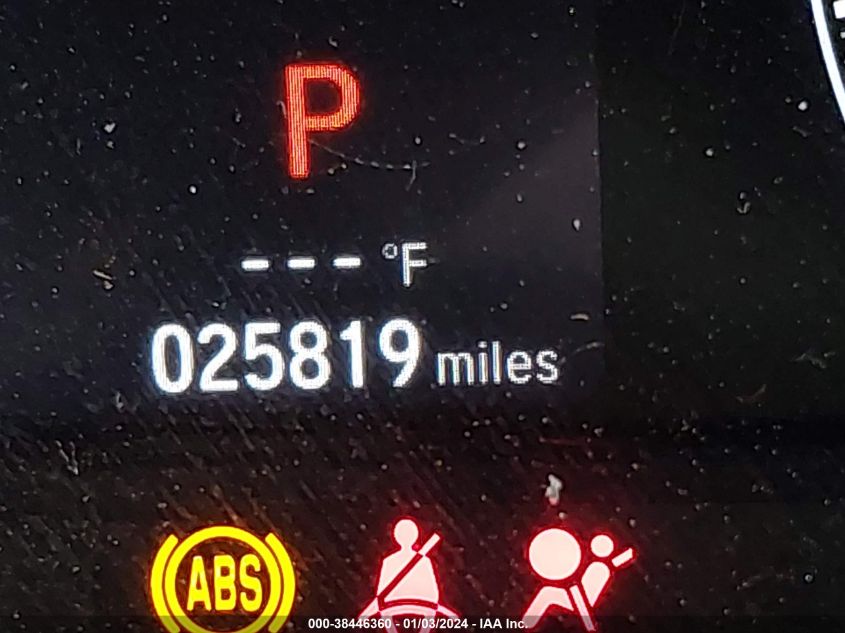 P
--- °F
025819 miles
ABS
000-38446360 - 01/03/2024 - IAA Inc.